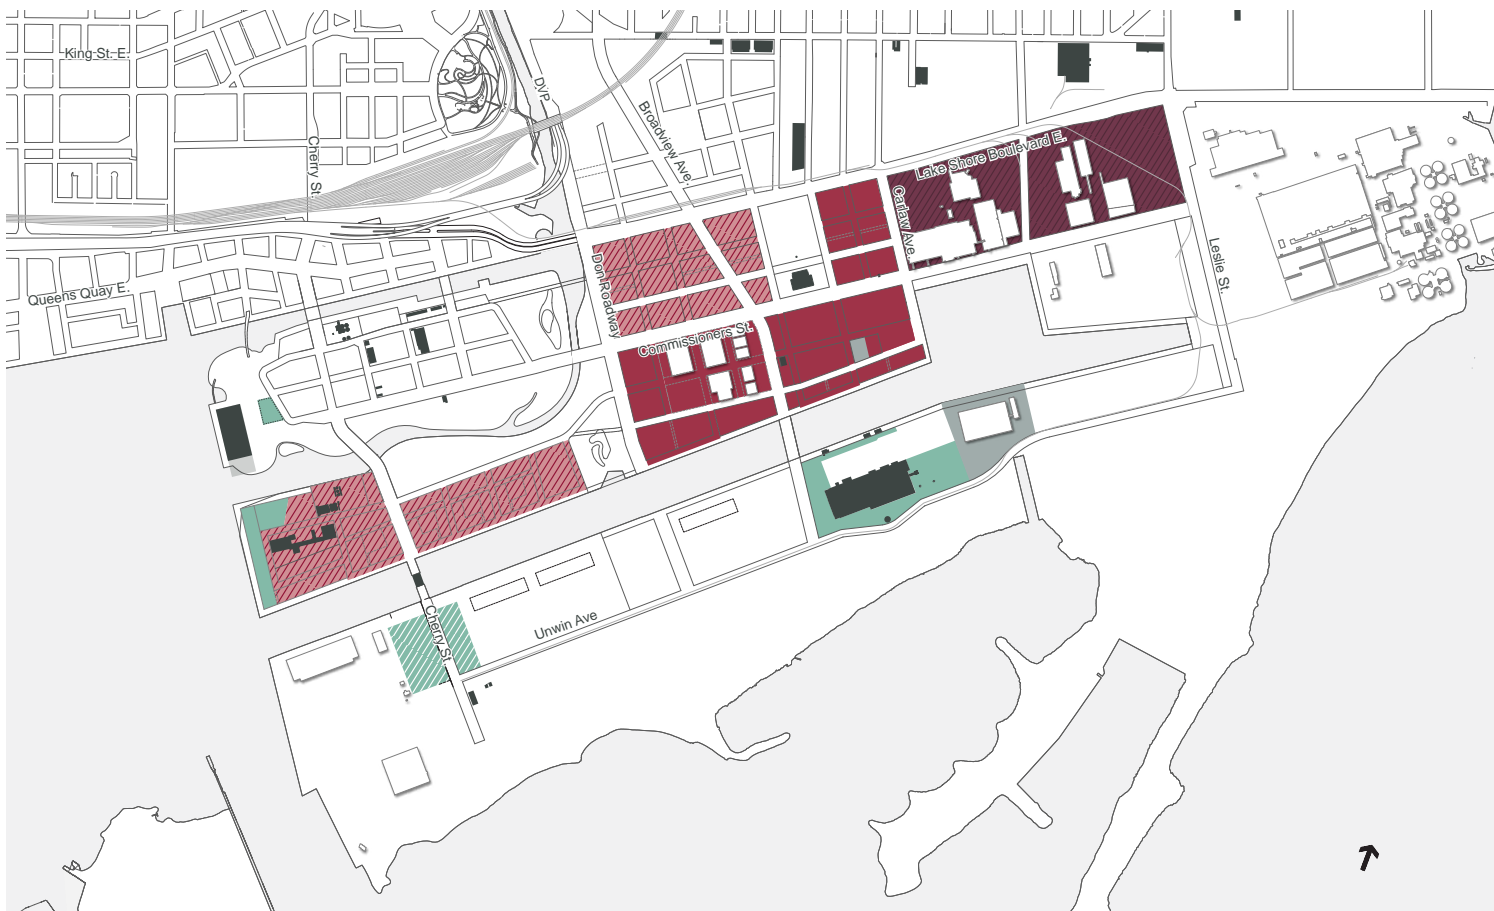 King St. E.
DVP
Broadview Ave.
Cherry St.
Lake Shore Boulevard E.
Carlaw Ave.
Leslie St.
Don Roadway
Queens Quay E.
Commissioners St.
Cherry St.
Unwin Ave